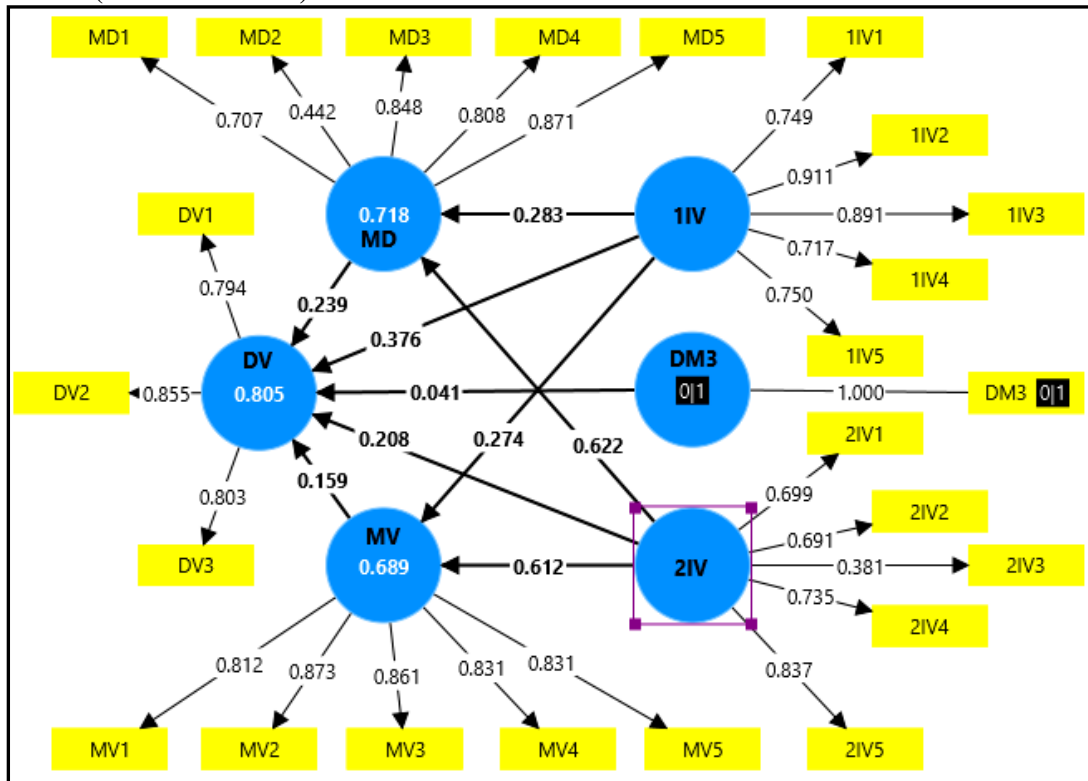 MD1 MD2 MD3 MD4 MD5 1IV1
0.707 0.442 0.848 0.808 0.871 0.749
1IV2
0.911
DV1 0.718 0.283 1IV 0.891 1IV3
MD
0.717 1IV4
0.794 0.239 0.750
0.376 1IV5
DV DM3
DV2 0.855 0.805 0.041 0|1 1.000 DM3 0|1
0.208 0.274 0.622 2IV1
0.159 0.699
0.803 2IV2
MV 0.691
DV3 0.689 0.612 2IV 0.381 2IV3
0.735 2IV4
0.812 0.873 0.861 0.831 0.831 0.837
MV1 MV2 MV3 MV4 MV5 2IV5